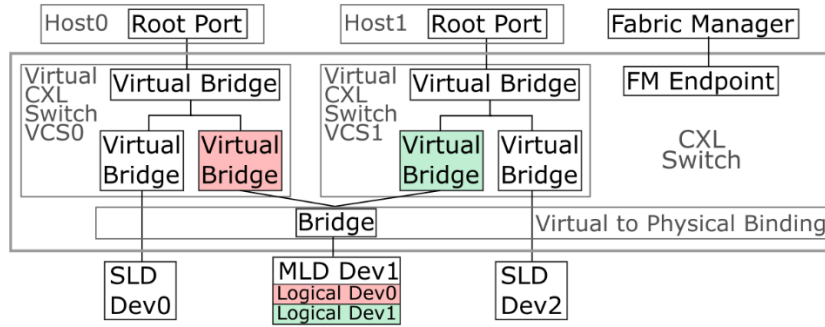 Host0
Root Port
Host1
Root Port
Fabric Manager
Virtual
CXL
Switch
VCS0
Virtual Bridge
Virtual
CXL
Switch
VCS1
Virtual Bridge
FM Endpoint
Virtual
Bridge
Virtual
Bridge
Virtual
Bridge
Virtual
Bridge
CXL
Switch
Bridge
Virtual to Physical Binding
SLD
Dev0
MLD Dev1
Logical Dev0
Logical Dev1
SLD
Dev2